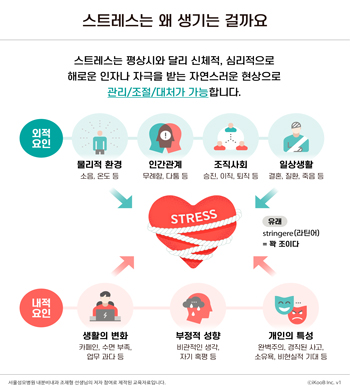 스트레스는 왜 생기는 걸까요
스트레스는 평상시와 달리 신체적, 심리적으로
해로운 인자나 자극을 받는 자연스러운 현상으로
관리/조절/대처가 가능합니다.
외적
요인
물리적 환경
소음, 온도 등
인간관계
무례함, 다툼 등
조직사회
승진, 이직, 퇴직 등
일상생활
결혼, 질환, 죽음 등
STRESS
유래
stringere(라틴어)
= 꽉 조이다
내적
요인
생활의 변화
카페인, 수면 부족,
업무 과다 등
부정적 성향
비관적인 생각,
자기 혹평 등
개인의 특성
완벽주의, 경직된 사고,
소유욕, 비현실적 기대 등
서울성모병원 내분비내과 조재형 선생님의 저자 참여로 제작된 교육자료입니다.
ⓒiKooB Inc. v1